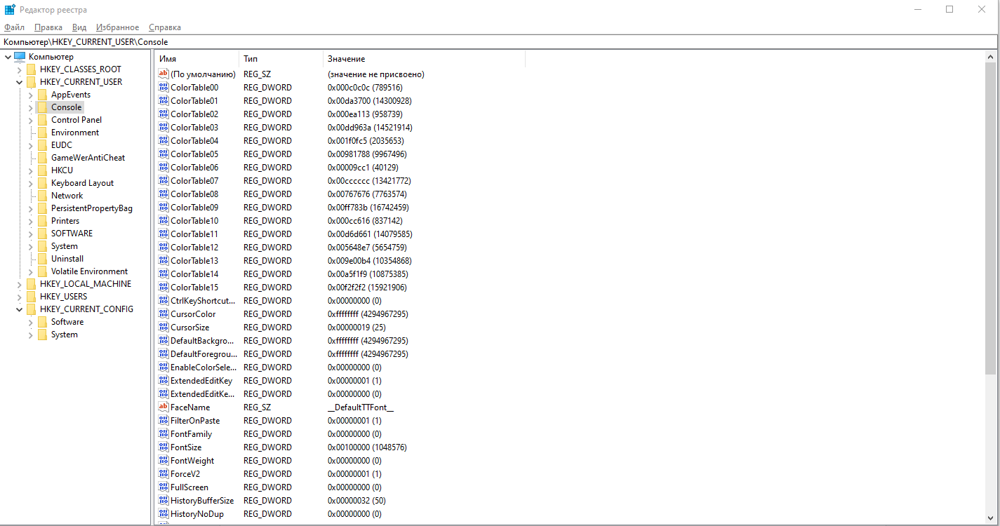 Редактор реестра
Файл Правка Вид Избранное Справка
Компьютер\HKEY_CURRENT_USER\Console
Компьютер
HKEY_CLASSES_ROOT
HKEY_CURRENT_USER
AppEvents
Console
Control Panel
Environment
EUDC
GameWerAntiCheat
HKCU
Keyboard Layout
Network
PersistentPropertyBag
Printers
SOFTWARE
System
Uninstall
Volatile Environment
HKEY_LOCAL_MACHINE
HKEY_USERS
HKEY_CURRENT_CONFIG
Software
System
Имя Тип Значение
(По умолчанию) REG_SZ (значение не присвоено)
ColorTable00 REG_DWORD 0x000c0c0c (789516)
ColorTable01 REG_DWORD 0x00da3700 (14300928)
ColorTable02 REG_DWORD 0x000ea113 (958739)
ColorTable03 REG_DWORD 0x00dd963a (14521914)
ColorTable04 REG_DWORD 0x001f0fc5 (2035653)
ColorTable05 REG_DWORD 0x00981788 (9967496)
ColorTable06 REG_DWORD 0x00009cc1 (40129)
ColorTable07 REG_DWORD 0x00cccccc (13421772)
ColorTable08 REG_DWORD 0x00767676 (7763574)
ColorTable09 REG_DWORD 0x00ff783b (16742459)
ColorTable10 REG_DWORD 0x000cc616 (837142)
ColorTable11 REG_DWORD 0x00d6d661 (14079585)
ColorTable12 REG_DWORD 0x005648e7 (5654759)
ColorTable13 REG_DWORD 0x009e00b4 (10354868)
ColorTable14 REG_DWORD 0x00a5f1f9 (10875385)
ColorTable15 REG_DWORD 0x00f2f2f2 (15921906)
CtrlKeyShortcut... REG_DWORD 0x00000000 (0)
CursorColor REG_DWORD 0xffffffff (4294967295)
CursorSize REG_DWORD 0x00000019 (25)
DefaultBackgro... REG_DWORD 0xffffffff (4294967295)
DefaultForegrou... REG_DWORD 0xffffffff (4294967295)
EnableColorSele... REG_DWORD 0x00000000 (0)
ExtendedEditKey REG_DWORD 0x00000001 (1)
ExtendedEditKe... REG_DWORD 0x00000000 (0)
FaceName REG_SZ __DefaultTTFont__
FilterOnPaste REG_DWORD 0x00000001 (1)
FontFamily REG_DWORD 0x00000000 (0)
FontSize REG_DWORD 0x00100000 (1048576)
FontWeight REG_DWORD 0x00000000 (0)
ForceV2 REG_DWORD 0x00000001 (1)
FullScreen REG_DWORD 0x00000000 (0)
HistoryBufferSize REG_DWORD 0x00000032 (50)
HistoryNoDup REG_DWORD 0x00000000 (0)